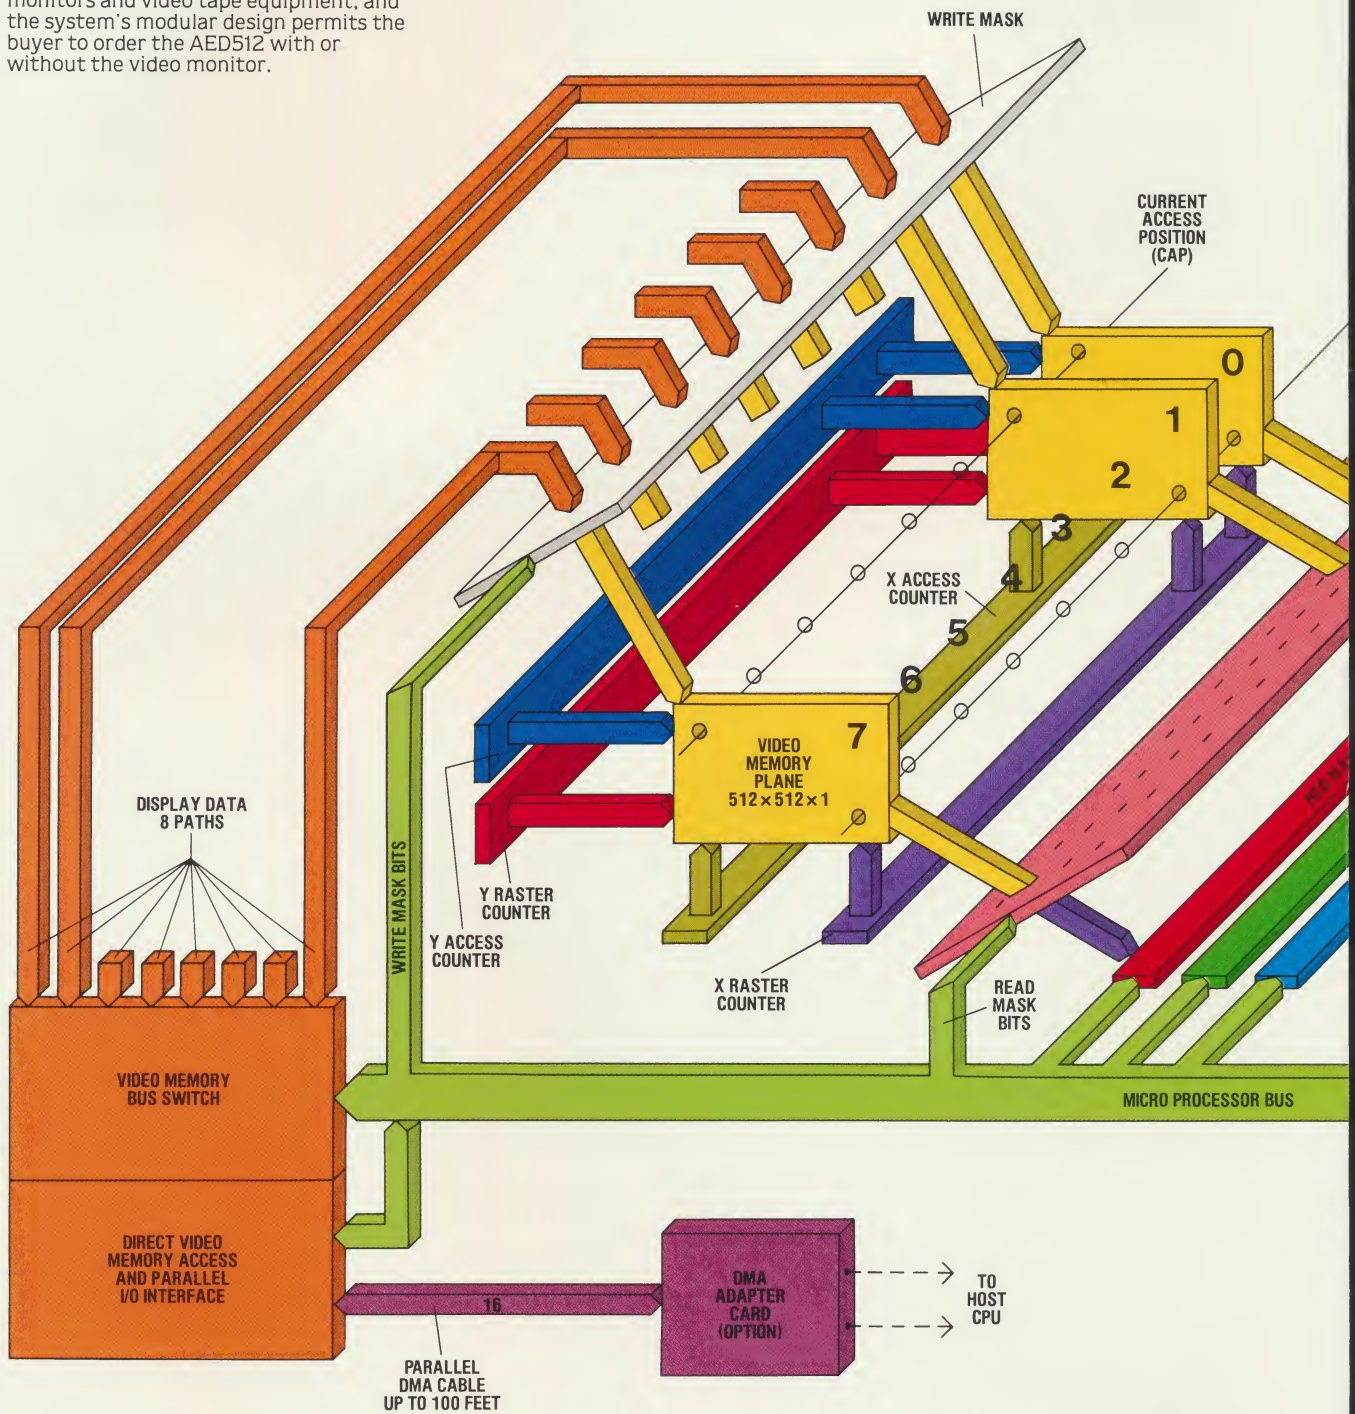 monitors and video tape equipment, and
the system's modular design permits the
buyer to order the AED512 with or
without the video monitor.
WRITE MASK
CURRENT
ACCESS
POSITION
(CAP)
0
1
2
3
4
5
6
7
X ACCESS
COUNTER
VIDEO
MEMORY
PLANE
512×512×1
DISPLAY DATA
8 PATHS
WRITE MASK BITS
Y RASTER
COUNTER
Y ACCESS
COUNTER
X RASTER
COUNTER
READ
MASK
BITS
VIDEO MEMORY
BUS SWITCH
MICRO PROCESSOR BUS
DIRECT VIDEO
MEMORY ACCESS
AND PARALLEL
I/O INTERFACE
16
DMA
ADAPTER
CARD
(OPTION)
TO
HOST
CPU
PARALLEL
DMA CABLE
UP TO 100 FEET